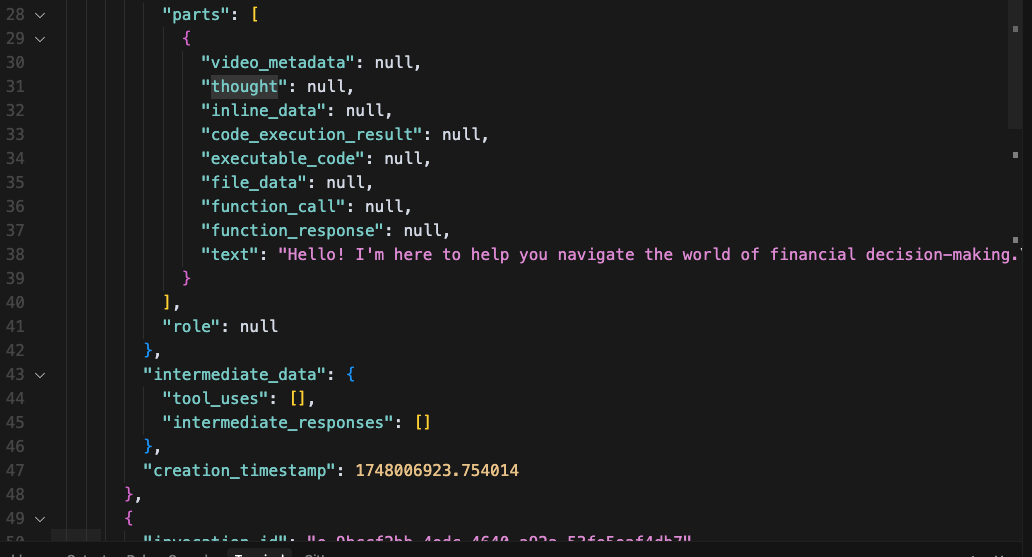 28 "parts": [
29 {
30 "video_metadata": null,
31 "thought": null,
32 "inline_data": null,
33 "code_execution_result": null,
34 "executable_code": null,
35 "file_data": null,
36 "function_call": null,
37 "function_response": null,
38 "text": "Hello! I'm here to help you navigate the world of financial decision-making.
39 }
40 ],
41 "role": null
42 },
43 "intermediate_data": {
44 "tool_uses": [],
45 "intermediate_responses": []
46 },
47 "creation_timestamp": 1748006923.754014
48 },
49 {
50 "invocation_id":
Terminal